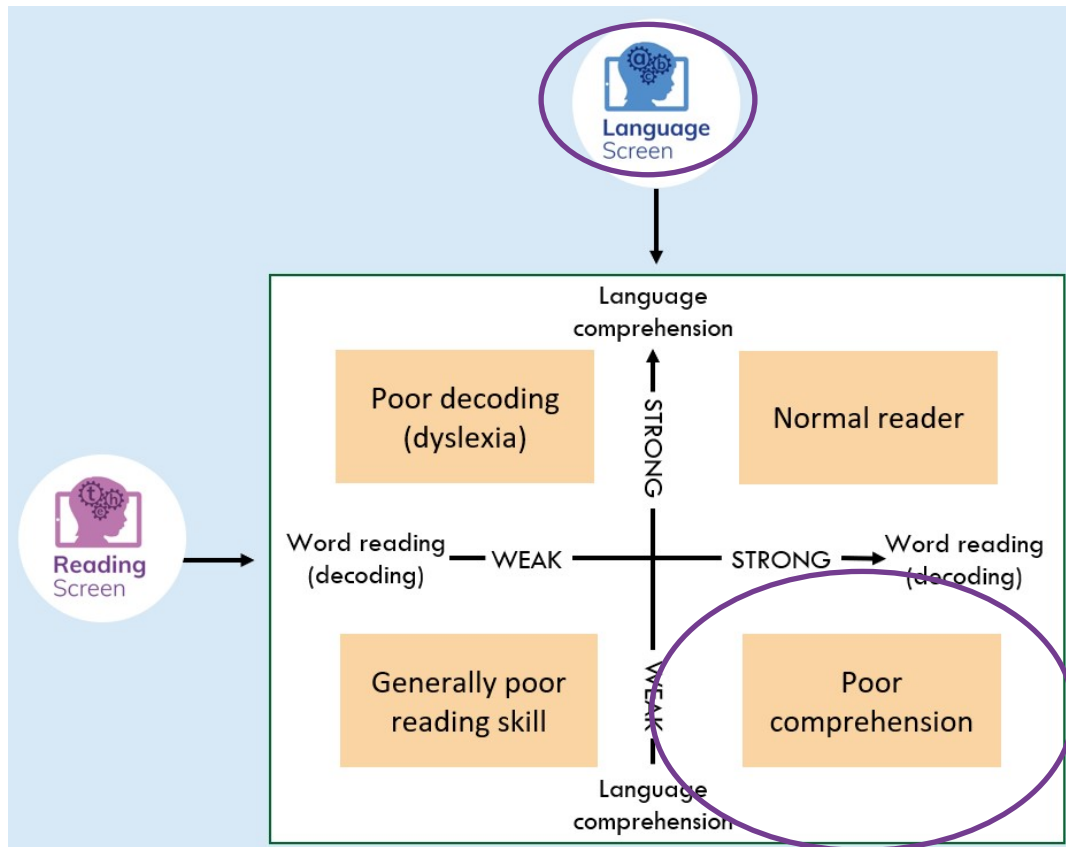 a b
c
Language
Screen
Language
comprehension
Poor decoding
(dyslexia)
STRONG
Normal reader
t h
e
Reading
Screen
Word reading
(decoding)
WEAK
STRONG
Word reading
(decoding)
Generally poor
reading skill
WEAK
Poor
comprehension
Language
comprehension